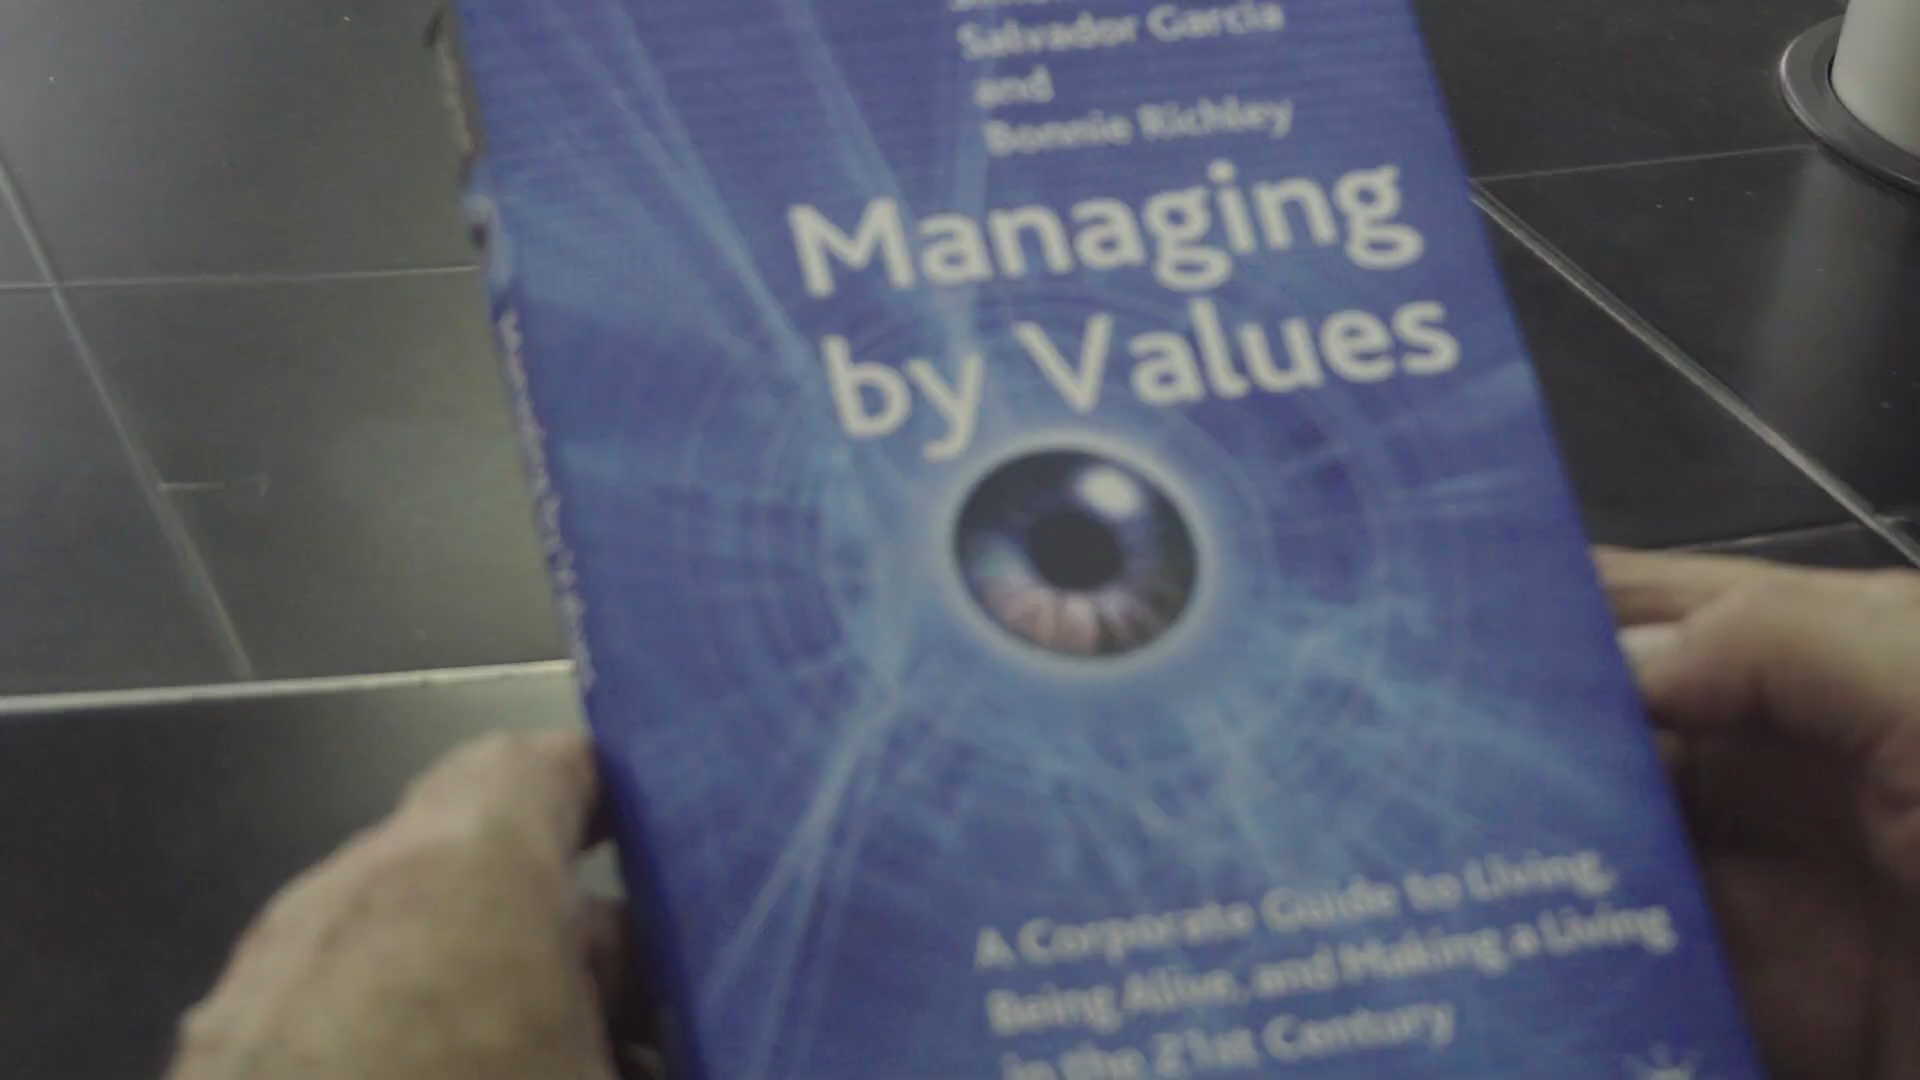 Salvador Garcia
and
Bonnie Richley
Managing
by Values
A Corporate Guide to Living,
Being Alive, and Making a Living
in the 21st Century